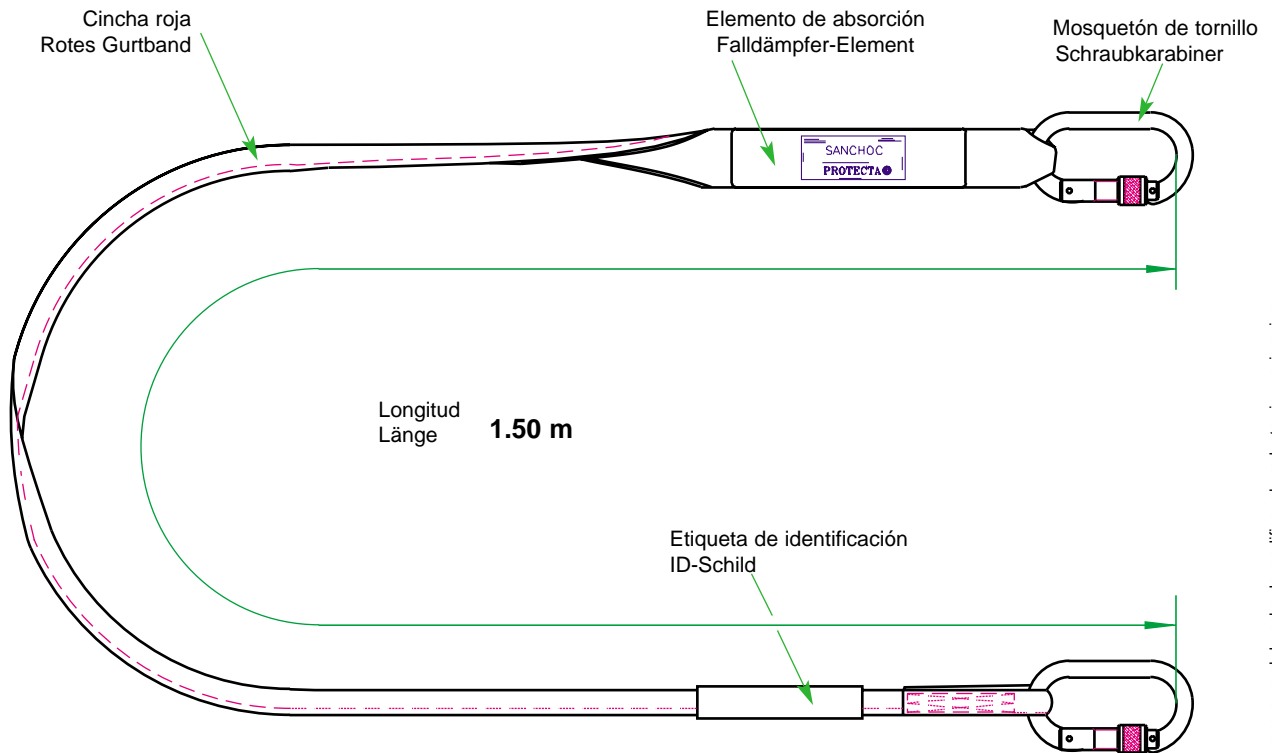 Cincha roja
Rotes Gurtband
Elemento de absorción
Falldämpfer-Element
Mosquetón de tornillo
Schraubkarabiner
SANCHOC
PROTECTA
Longitud
Länge
1.50 m
Etiqueta de identificación
ID-Schild